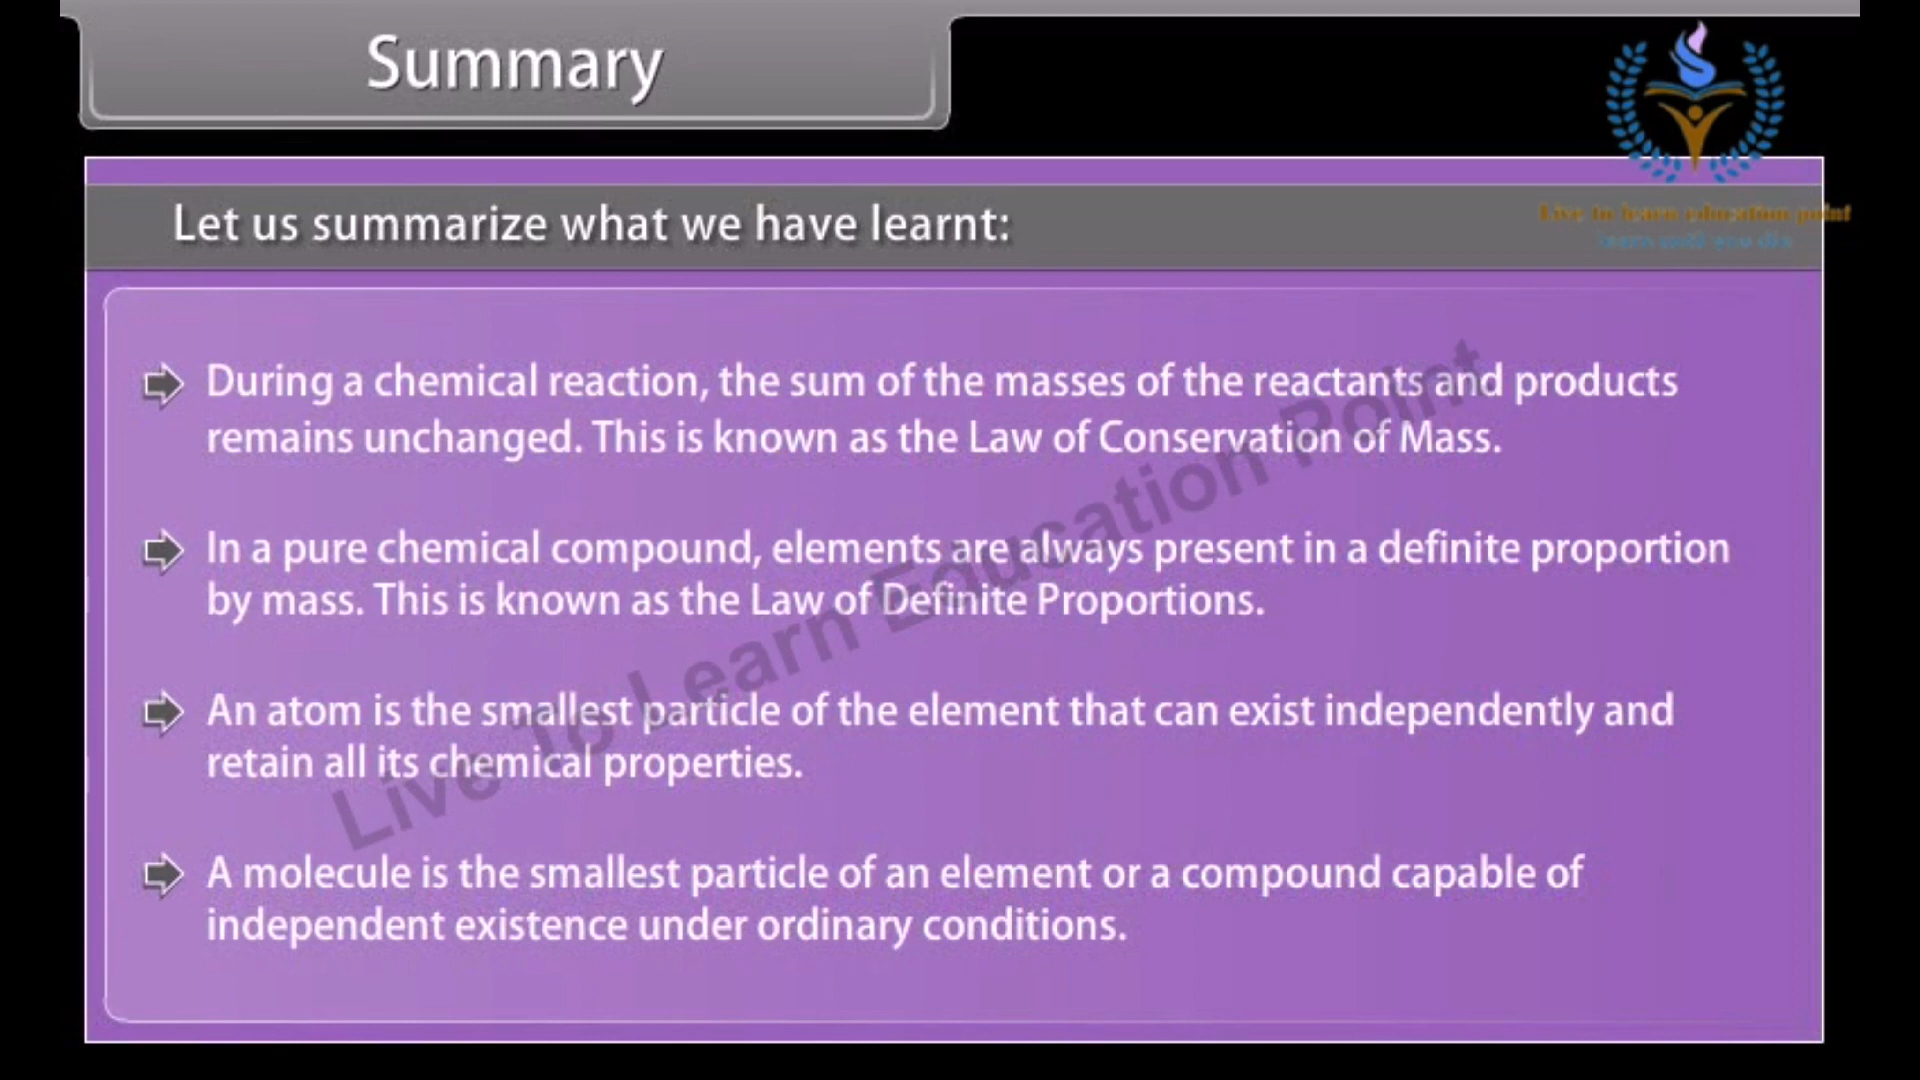 Summary
Let us summarize what we have learnt:
Live to learn education point
During a chemical reaction, the sum of the masses of the reactants and products
remains unchanged. This is known as the Law of Conservation of Mass.
In a pure chemical compound, elements are always present in a definite proportion
by mass. This is known as the Law of Definite Proportions.
An atom is the smallest particle of the element that can exist independently and
retain all its chemical properties.
A molecule is the smallest particle of an element or a compound capable of
independent existence under ordinary conditions.
Live To Learn Education Point